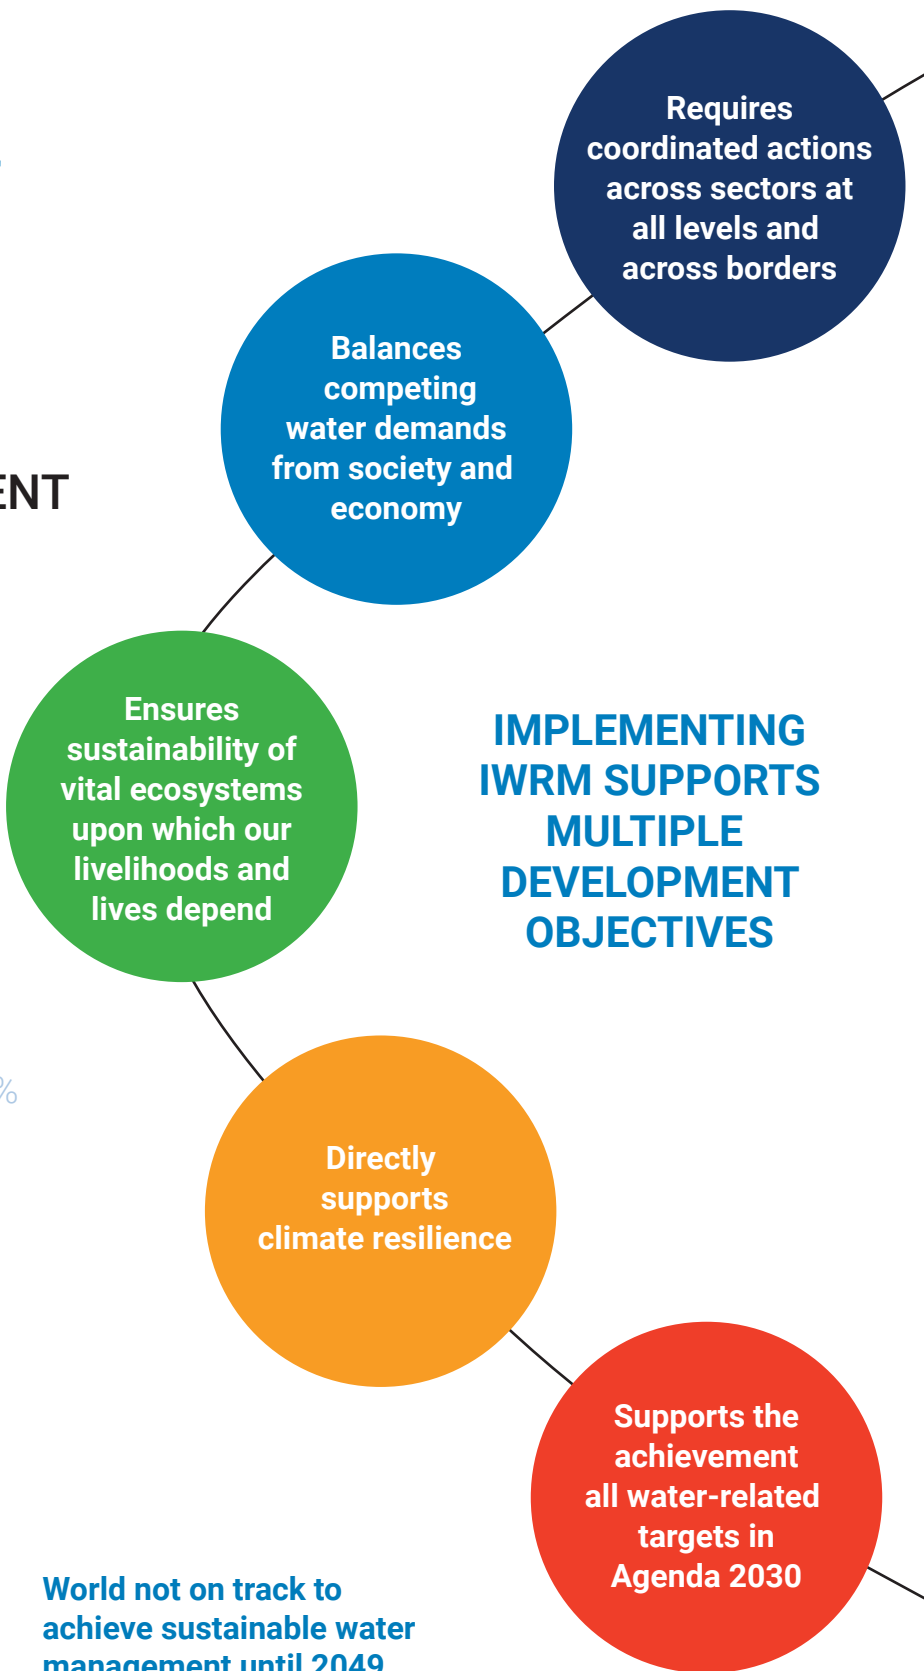 Requires
coordinated actions
across sectors at
all levels and
across borders
Balances
competing
water demands
from society and
economy
ENT
Ensures
sustainability of
vital ecosystems
upon which our
livelihoods and
lives depend
IMPLEMENTING
IWRM SUPPORTS
MULTIPLE
DEVELOPMENT
OBJECTIVES
%
Directly
supports
climate resilience
Supports the
achievement
all water-related
targets in
Agenda 2030
World not on track to
achieve sustainable water
management until 2049